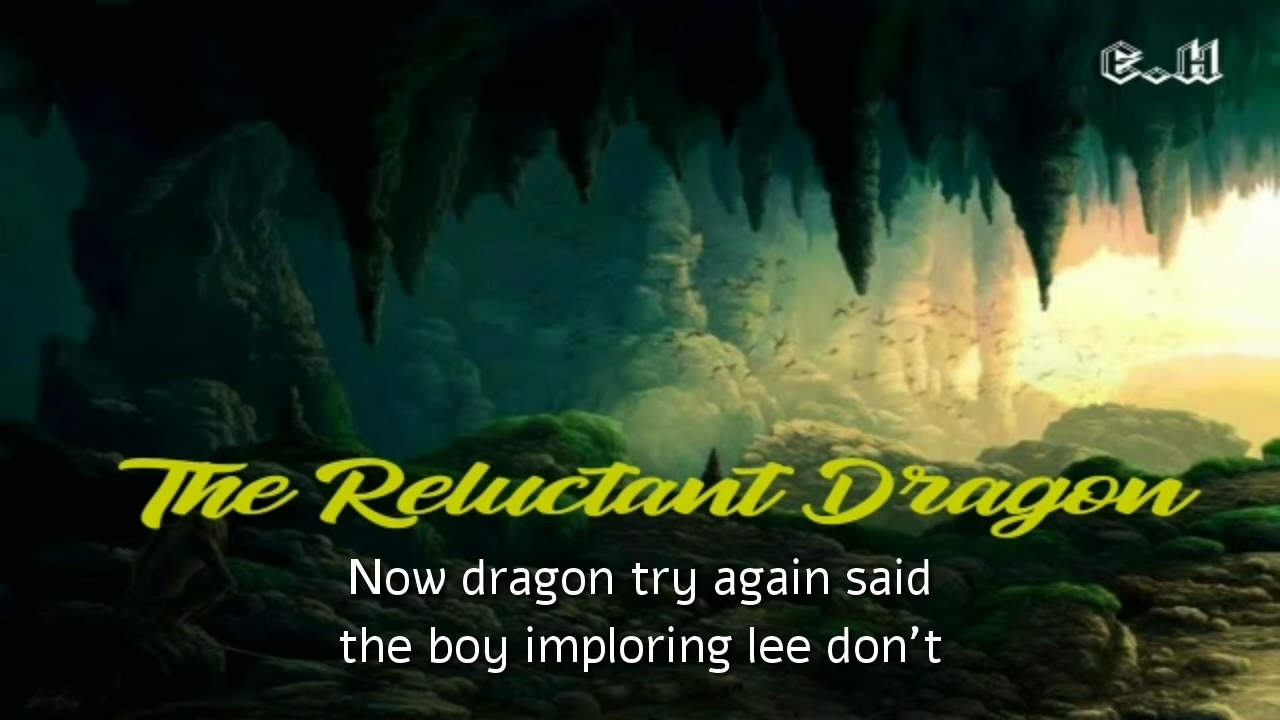 C.H
The Reluctant Dragon
Now dragon try again said
the boy imploring lee don't